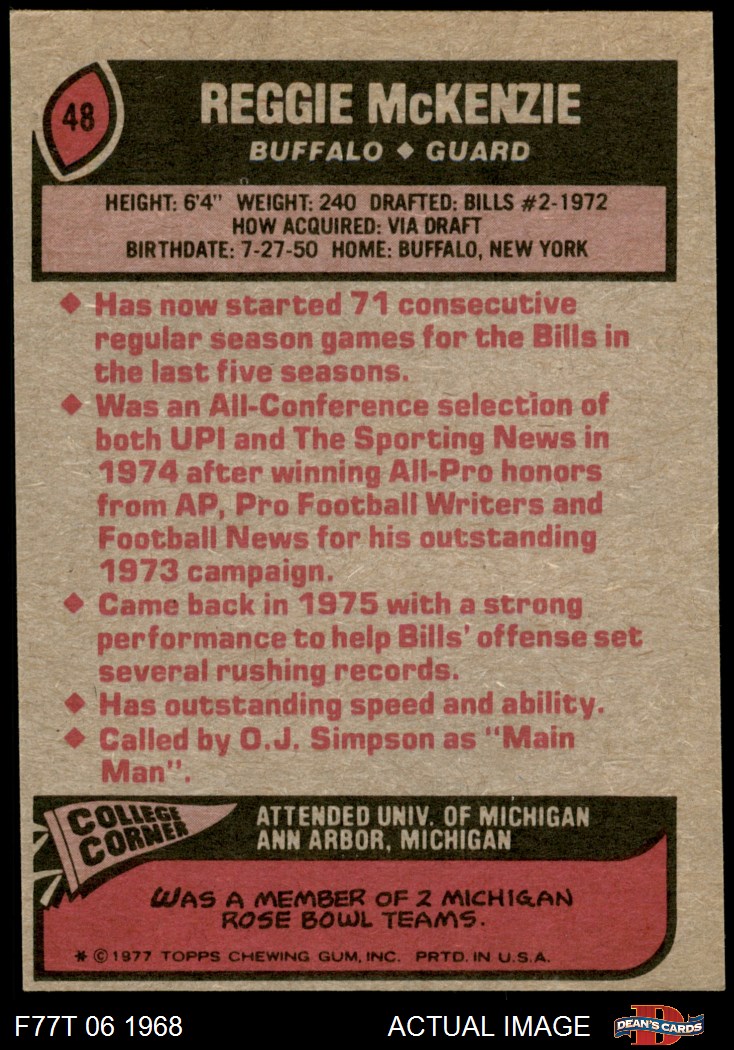 48
REGGIE McKENZIE
BUFFALO ♦ GUARD
HEIGHT: 6'4" WEIGHT: 240 DRAFTED: BILLS #2-1972
HOW ACQUIRED: VIA DRAFT
BIRTHDATE: 7-27-50 HOME: BUFFALO, NEW YORK
♦ Has now started 71 consecutive
regular season games for the Bills in
the last five seasons.
♦ Was an All-Conference selection of
both UPI and The Sporting News in
1974 after winning All-Pro honors
from AP, Pro Football Writers and
Football News for his outstanding
1973 campaign.
♦ Came back in 1975 with a strong
performance to help Bills' offense set
several rushing records.
♦ Has outstanding speed and ability.
♦ Called by O.J. Simpson as "Main
Man".
COLLEGE
CORNER
ATTENDED UNIV. OF MICHIGAN
ANN ARBOR, MICHIGAN
WAS A MEMBER OF 2 MICHIGAN
ROSE BOWL TEAMS.
* © 1977 TOPPS CHEWING GUM, INC. PRTD. IN U.S.A.
F77T 06 1968
ACTUAL IMAGE
D
DEAN'S CARDS